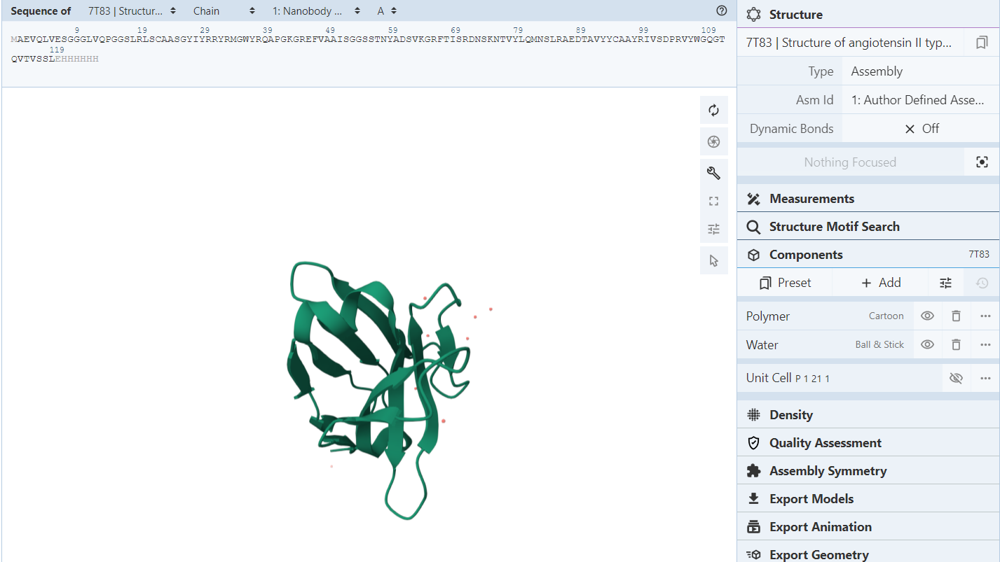 Sequence of 7T83 | Structur... Chain 1: Nanobody ... A
9 19 29 39 49 59 69 79 89 99 109
MAEVQLVESGGGLVQPGGSLRLSCAASGYIYRRYRMGWYRQAPGKGREFVAAISGGSSTNYADSVKGRFTISRDNSKNTVYLQMNSLRAEDTAVYYCAAYRIVSDPRVYWGQGT
119
QVTVSSLEHHHHHH
Structure
7T83 | Structure of angiotensin II typ...
Type Assembly
Asm Id 1: Author Defined Asse...
Dynamic Bonds Off
Nothing Focused
Measurements
Structure Motif Search
Components 7T83
Preset + Add
Polymer Cartoon
Water Ball & Stick
Unit Cell P 1 21 1
Density
Quality Assessment
Assembly Symmetry
Export Models
Export Animation
Export Geometry